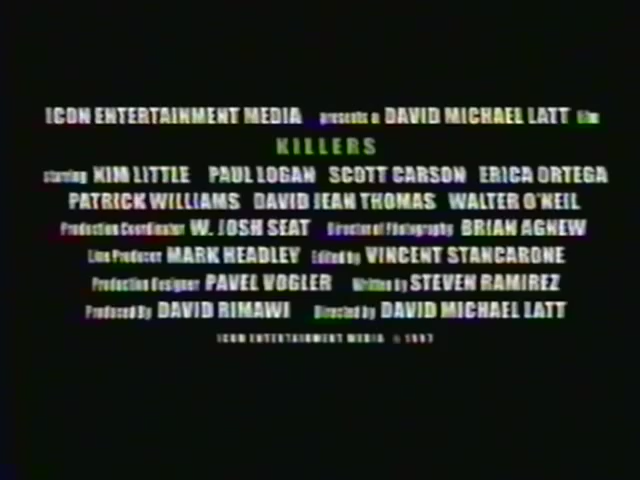 ICON ENTERTAINMENT MEDIA presents a DAVID MICHAEL LATT film
KILLERS
starring KIM LITTLE PAUL LOGAN SCOTT CARSON ERICA ORTEGA
PATRICK WILLIAMS DAVID JEAN THOMAS WALTER O'NEIL
Production Coordinator W. JOSH SEAT Director of Photography BRIAN AGNEW
Line Producer MARK HEADLEY Edited by VINCENT STANCARONE
Production Designer PAVEL VOGLER Written by STEVEN RAMIREZ
Produced By DAVID RIMAWI Directed by DAVID MICHAEL LATT
ICON ENTERTAINMENT MEDIA © 1997